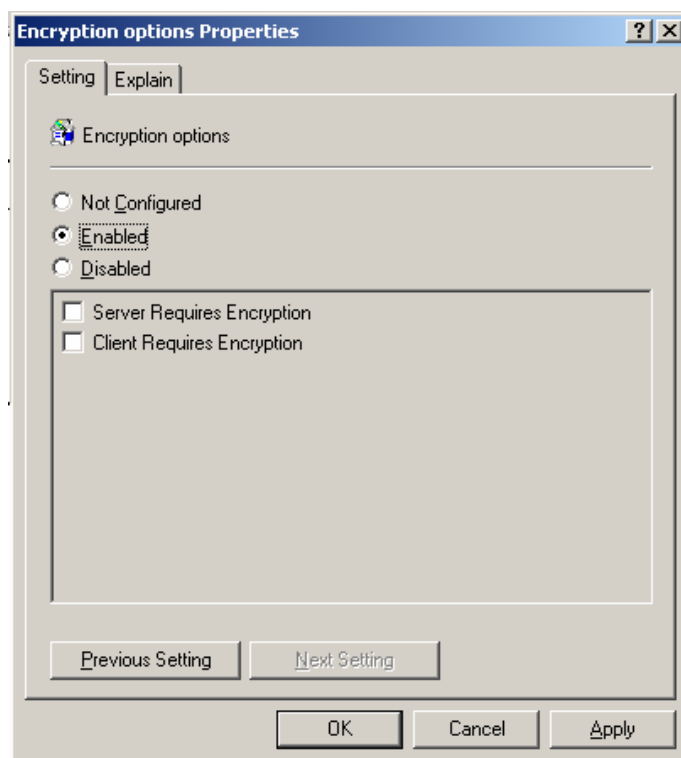 Encryption options Properties
Setting
Explain
Encryption options
Not Configured
Enabled
Disabled
Server Requires Encryption
Client Requires Encryption
Previous Setting
Next Setting
OK
Cancel
Apply